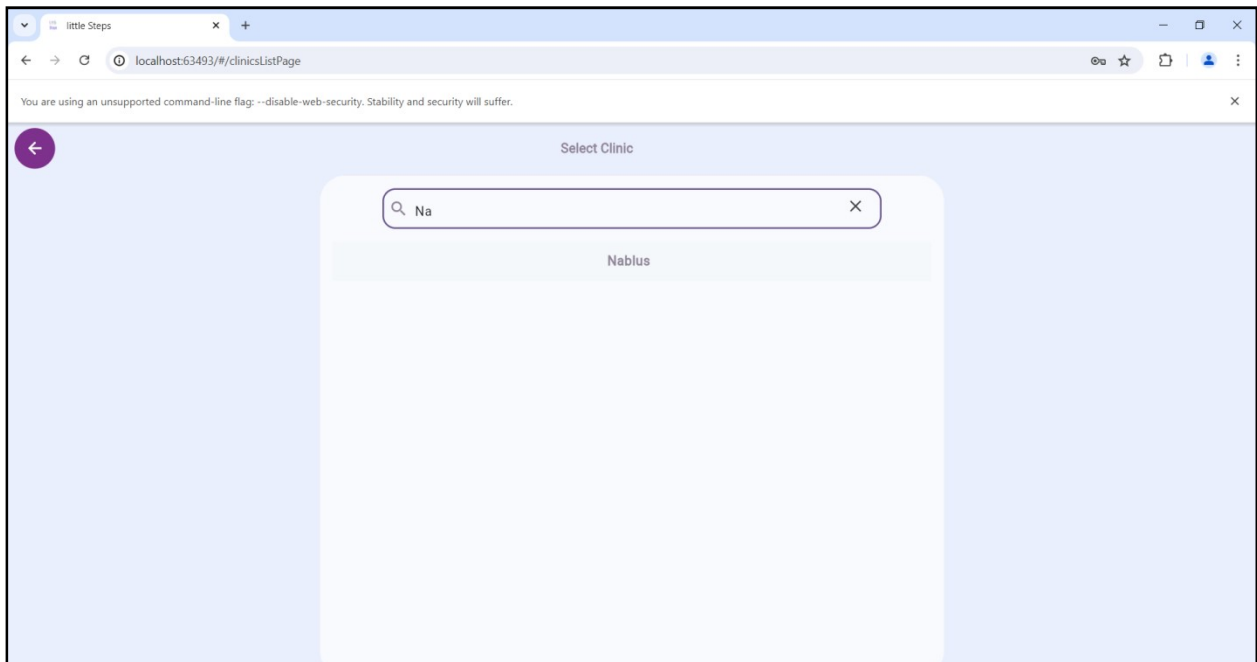 little Steps
localhost:63493/#/clinicsListPage
You are using an unsupported command-line flag: --disable-web-security. Stability and security will suffer.
Select Clinic
Na
Nablus